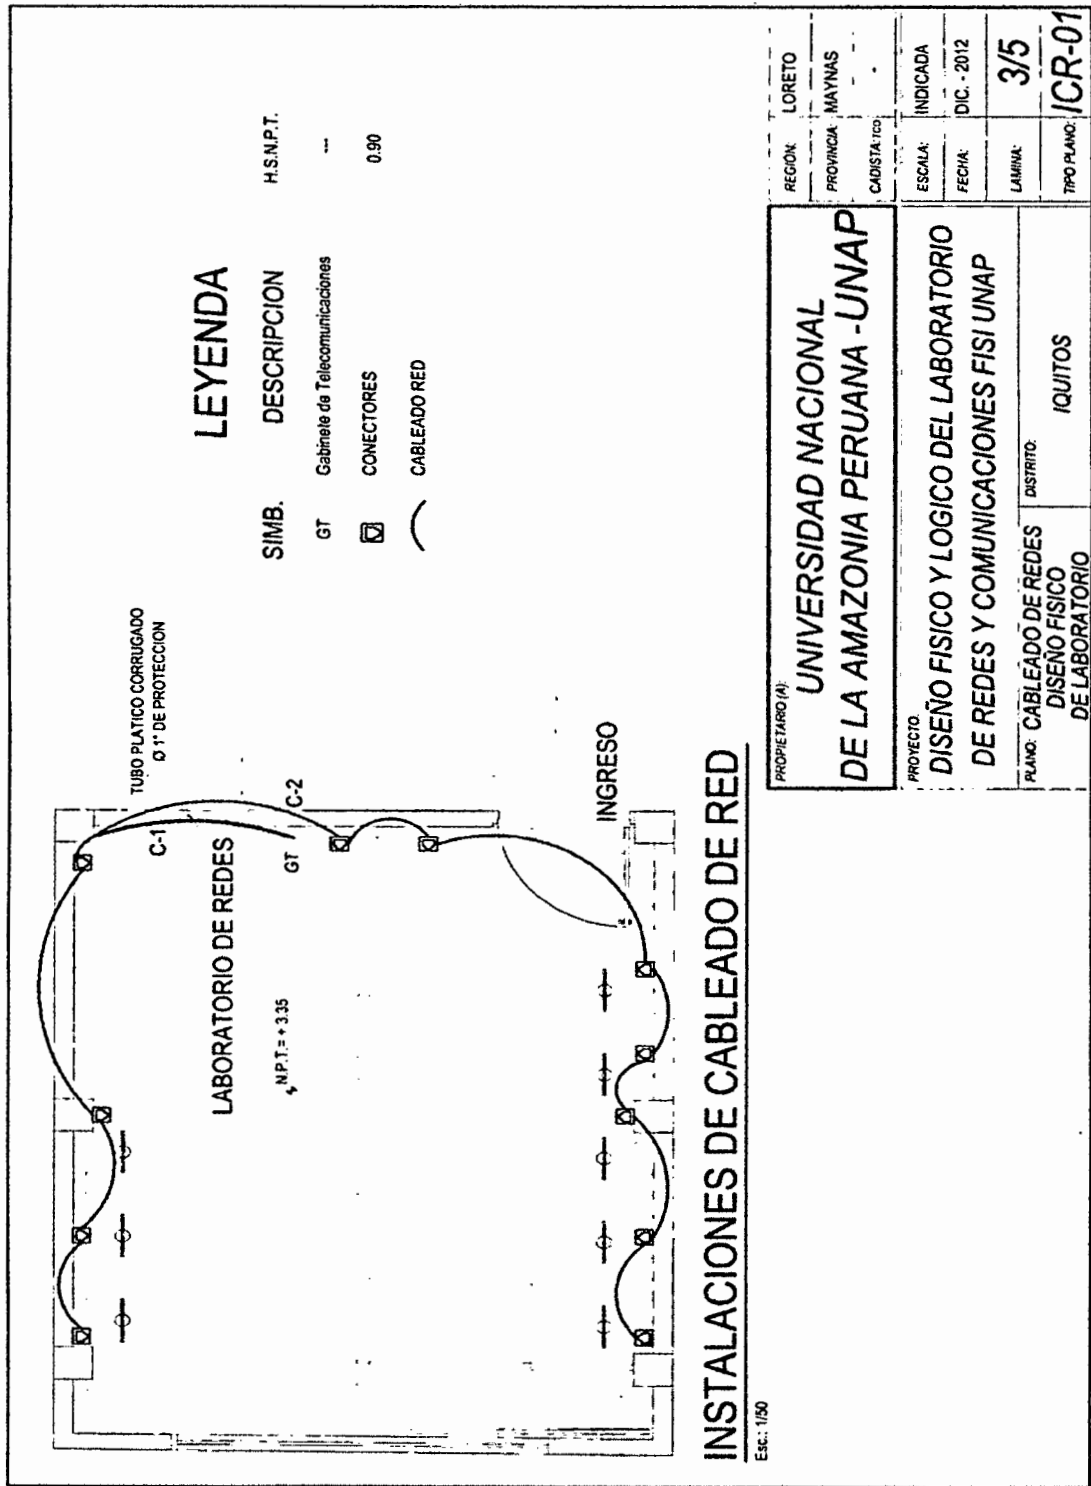 TUBO PLATICO CORRUGADO
Ø 1" DE PROTECCION
C-1
C-2
GT
LABORATORIO DE REDES
N.P.T.= + 3.35
INGRESO
LEYENDA
SIMB. DESCRIPCION H.S.N.P.T.
GT Gabinete de Telecomunicaciones ---
CONECTORES 0.90
CABLEADO RED
INSTALACIONES DE CABLEADO DE RED
Esc.: 1/50
PROPIETARIO (A):
UNIVERSIDAD NACIONAL
DE LA AMAZONIA PERUANA -UNAP
REGIÓN: LORETO
PROVINCIA: MAYNAS
CADISTA:TCO
PROYECTO:
DISEÑO FISICO Y LOGICO DEL LABORATORIO
DE REDES Y COMUNICACIONES FISI UNAP
ESCALA: INDICADA
FECHA: DIC. - 2012
LAMINA: 3/5
PLANO: CABLEADO DE REDES
DISEÑO FISICO
DE LABORATORIO
DISTRITO:
IQUITOS
TIPO PLANO: ICR-01